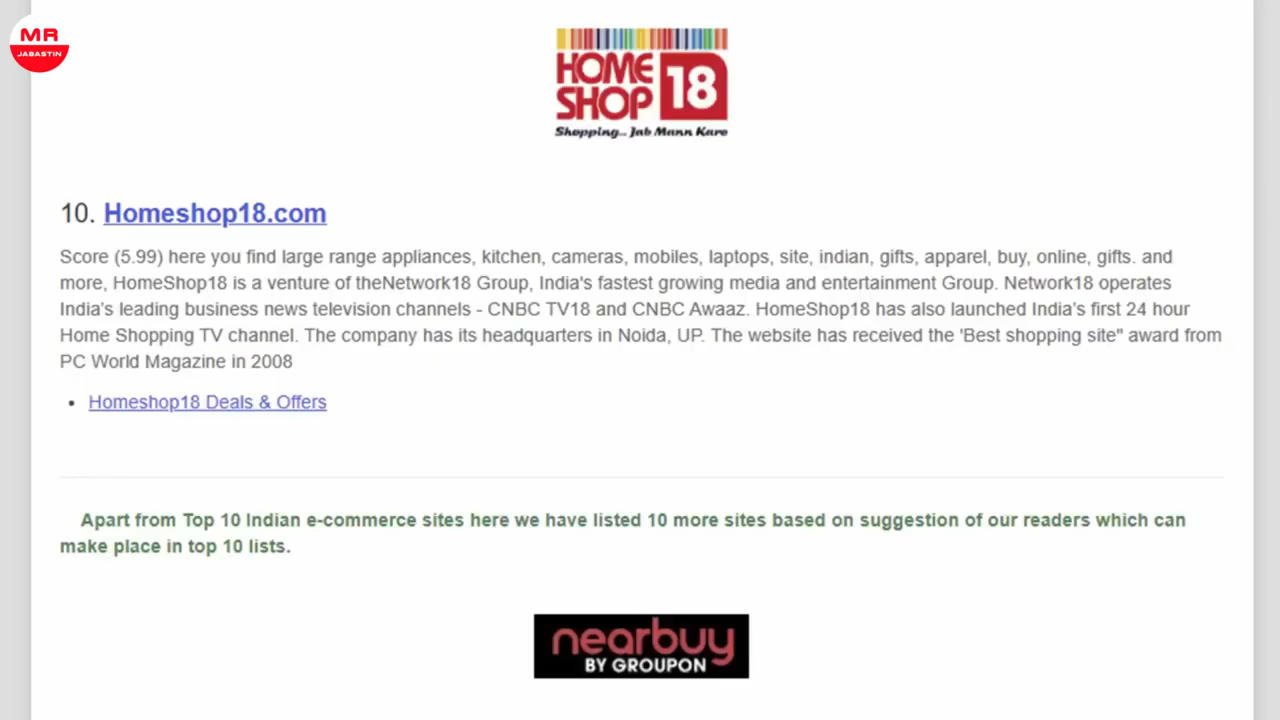 MR
JABASTIN
HOME
SHOP 18
Shopping... Jab Mann Kare
10. Homeshop18.com
Score (5.99) here you find large range appliances, kitchen, cameras, mobiles, laptops, site, indian, gifts, apparel, buy, online, gifts. and
more, HomeShop18 is a venture of theNetwork18 Group, India's fastest growing media and entertainment Group. Network18 operates
India's leading business news television channels - CNBC TV18 and CNBC Awaaz. HomeShop18 has also launched India's first 24 hour
Home Shopping TV channel. The company has its headquarters in Noida, UP. The website has received the 'Best shopping site" award from
PC World Magazine in 2008
• Homeshop18 Deals & Offers
Apart from Top 10 Indian e-commerce sites here we have listed 10 more sites based on suggestion of our readers which can
make place in top 10 lists.
nearbuy
BY GROUPON